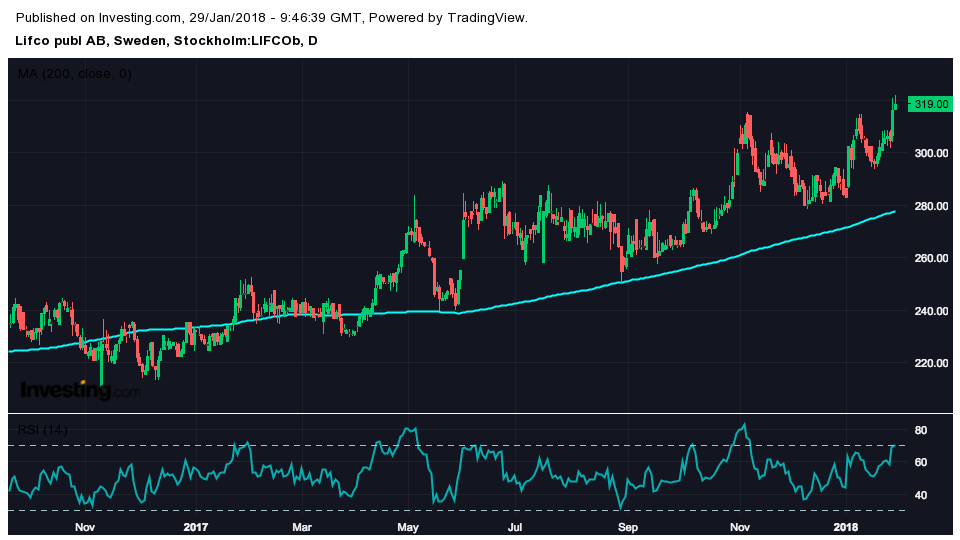 Published on Investing.com, 29/Jan/2018 - 9:46:39 GMT, Powered by TradingView.
Lifco publ AB, Sweden, Stockholm:LIFCOb, D
MA (200, close, 0)
319.00
300.00
280.00
260.00
240.00
220.00
Investing.com
RSI (14)
80
60
40
Nov 2017 Mar May Jul Sep Nov 2018